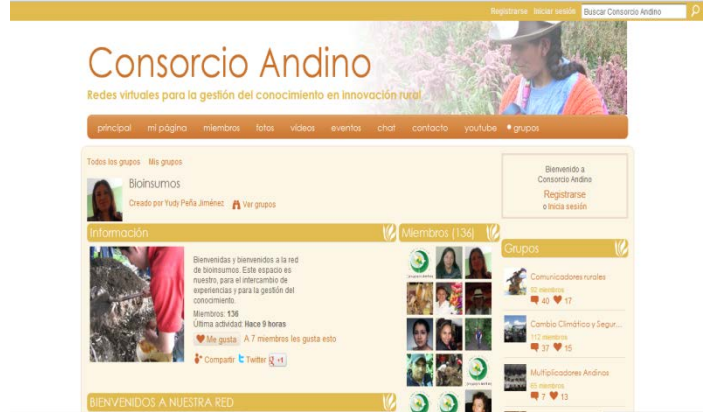 Registrarse Iniciar sesión Buscar Consorcio Andino
Consorcio Andino
Redes virtuales para la gestión del conocimiento en innovación rural
principal mi página miembros fotos vídeos eventos chat contacto youtube grupos
Todos los grupos Mis grupos
Bioinsumos
Creado por Yudy Peña Jiménez Ver grupos
Información
Bienvenidas y bienvenidos a la red
de bioinsumos. Este espacio es
nuestro, para el intercambio de
experiencias y para la gestión del
conocimiento.
Miembros: 136
Última actividad: Hace 9 horas
Me gusta A 7 miembros les gusta esto
Compartir Twitter +1
BIENVENIDOS A NUESTRA RED
Miembros (136)
Bienvenido a
Consorcio Andino
Registrarse
o Inicia sesión
Grupos
Comunicadores rurales
92 miembros
40 17
Cambio Climático y Segur...
112 miembros
37 15
Multiplicadores Andinos
miembros
7 13